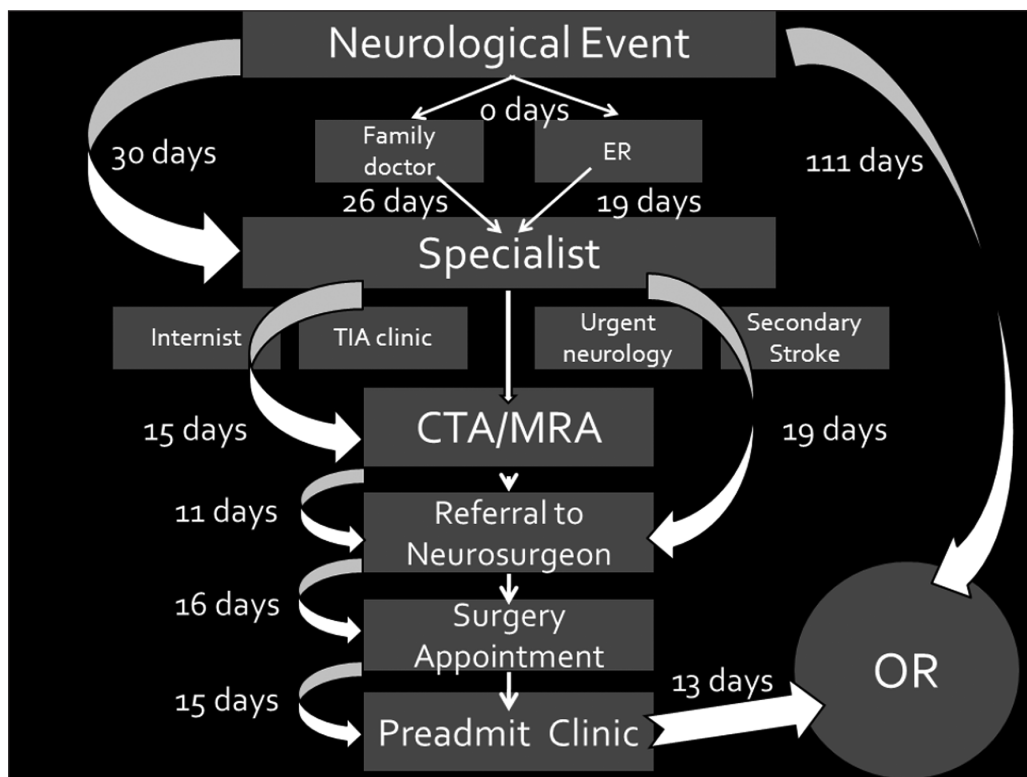 Neurological Event
0 days
Family
doctor
ER
30 days
111 days
26 days
19 days
Specialist
Internist
TIA clinic
Urgent
neurology
Secondary
Stroke
15 days
CTA/MRA
19 days
11 days
Referral to
Neurosurgeon
16 days
Surgery
Appointment
15 days
Preadmit Clinic
13 days
OR